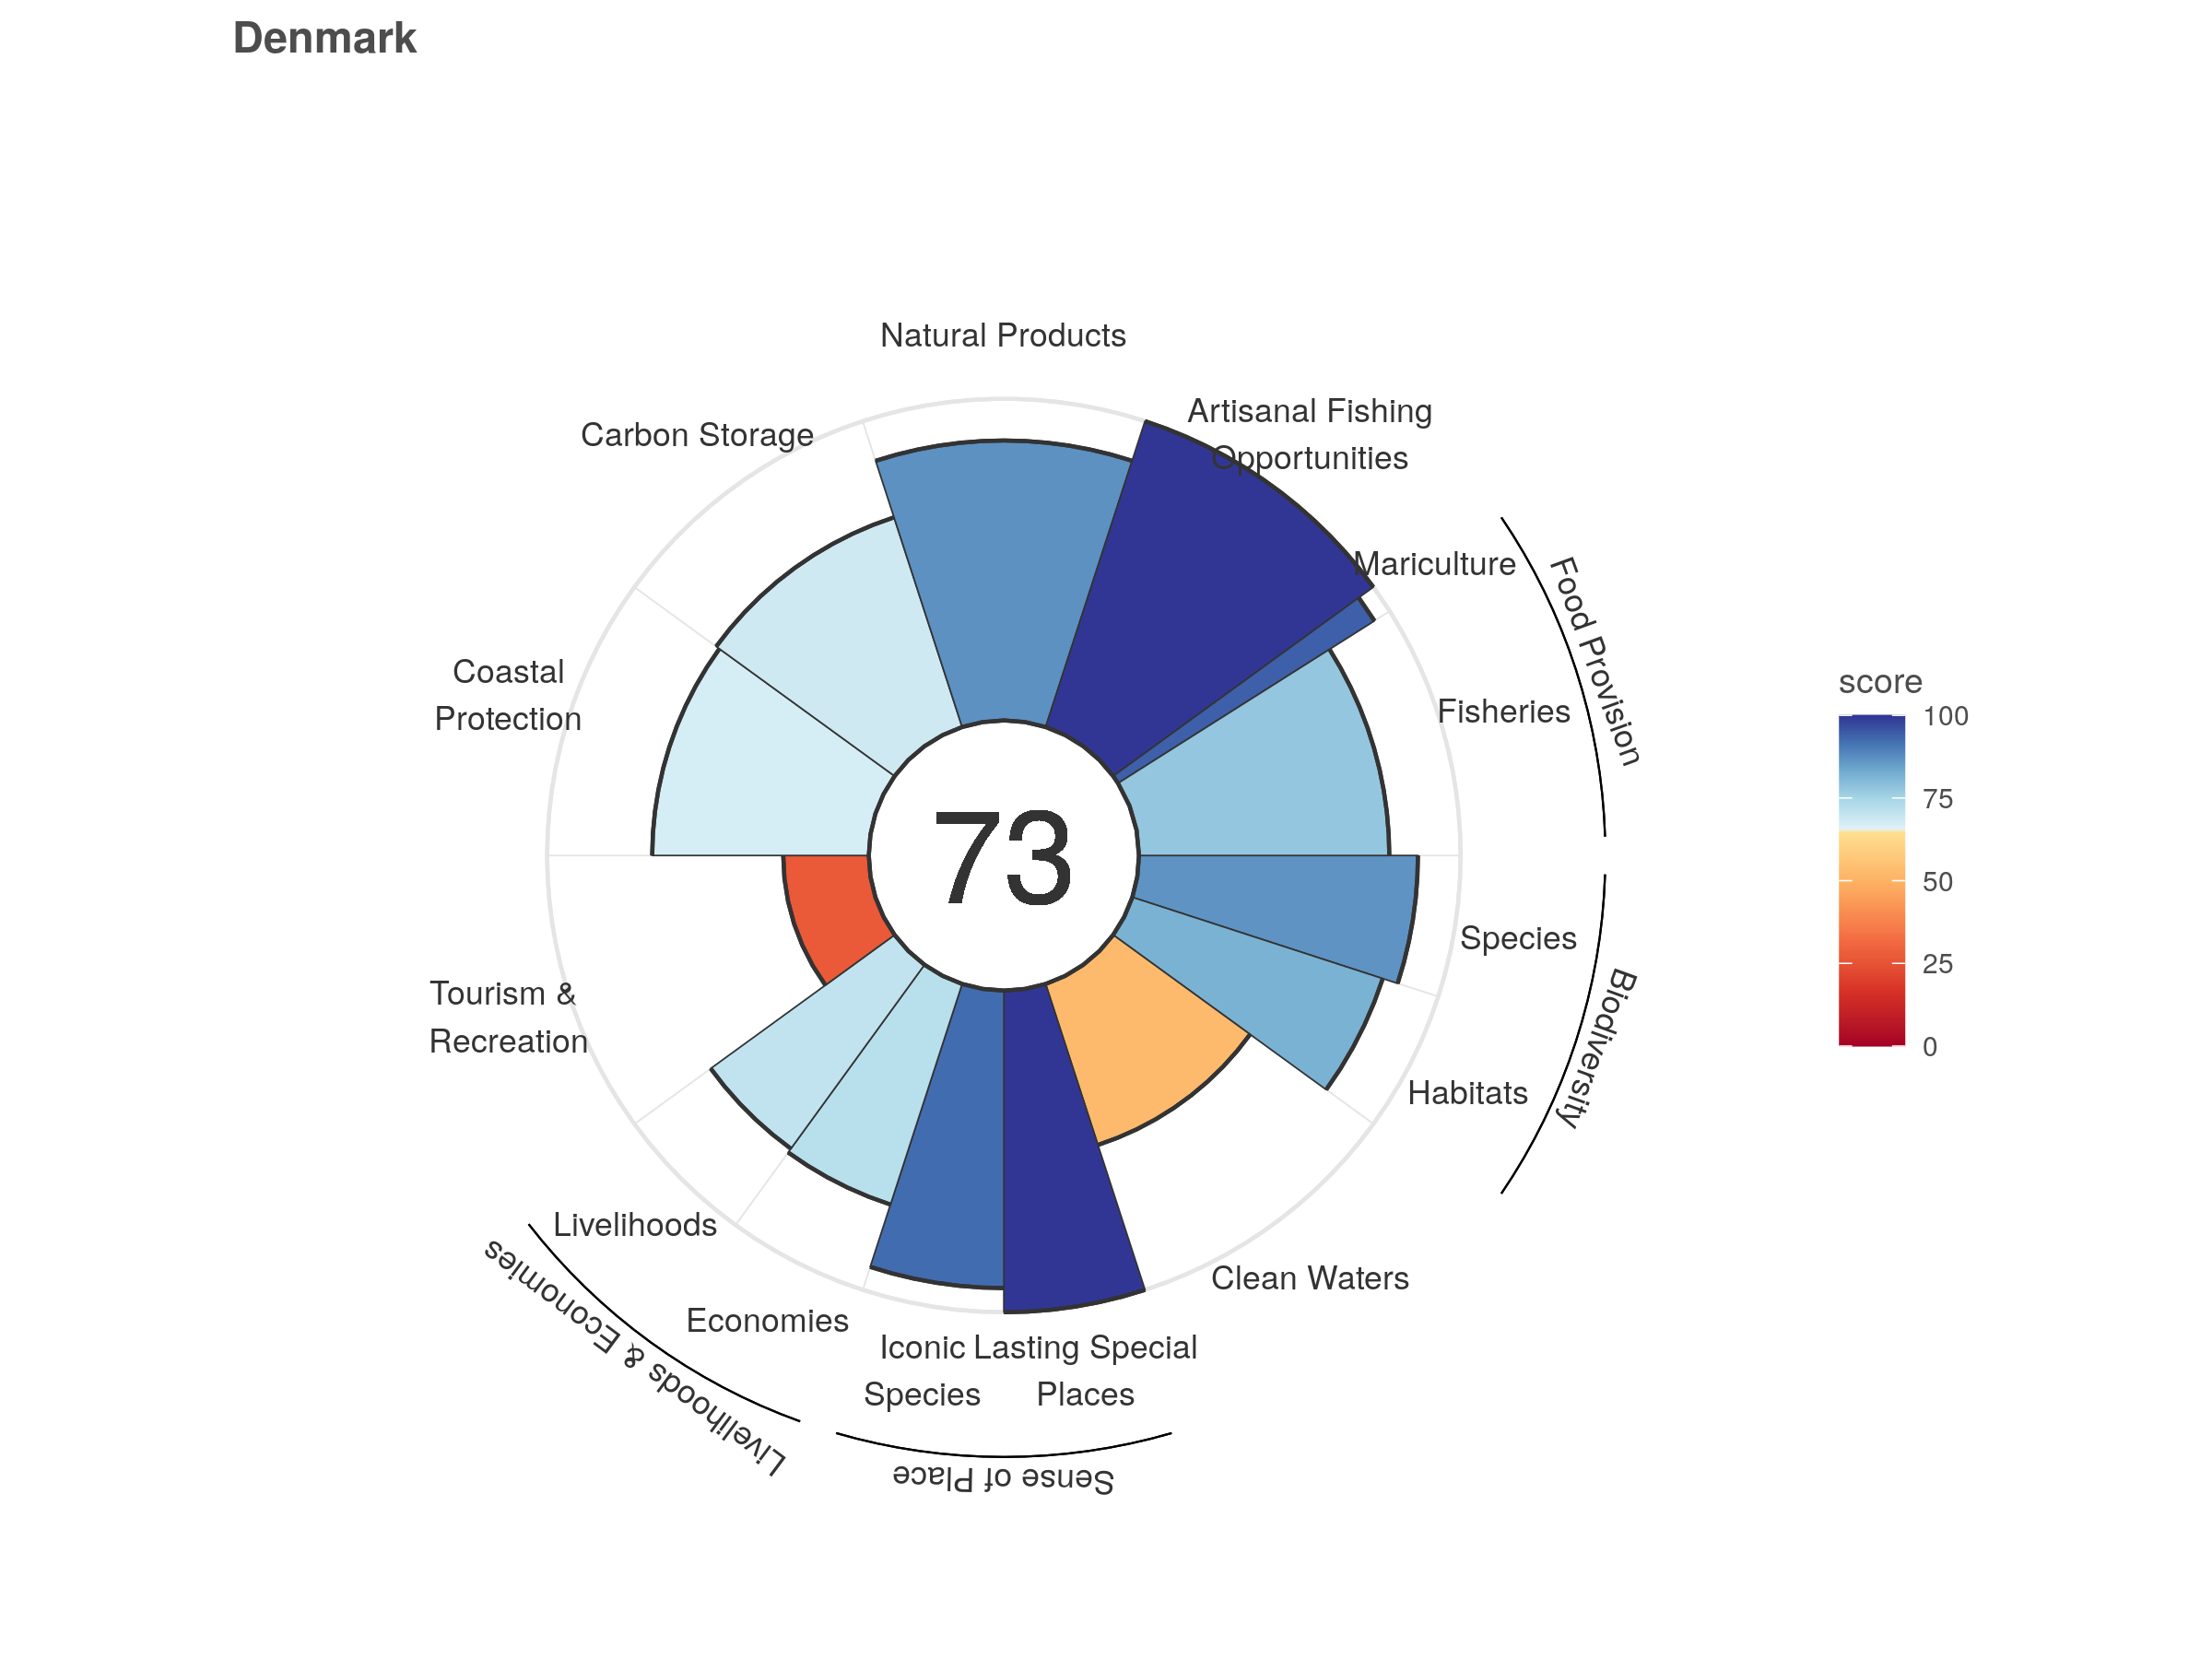 Denmark
Natural Products
Artisanal Fishing
Opportunities
Carbon Storage
Mariculture
Food Provision
Fisheries
Coastal
Protection
73
score
100
75
50
25
0
Species
Biodiversity
Habitats
Tourism &
Recreation
Clean Waters
Livelihoods
Economies
Livelihoods & Economies
Iconic
Species
Lasting Special
Places
Sense of Place